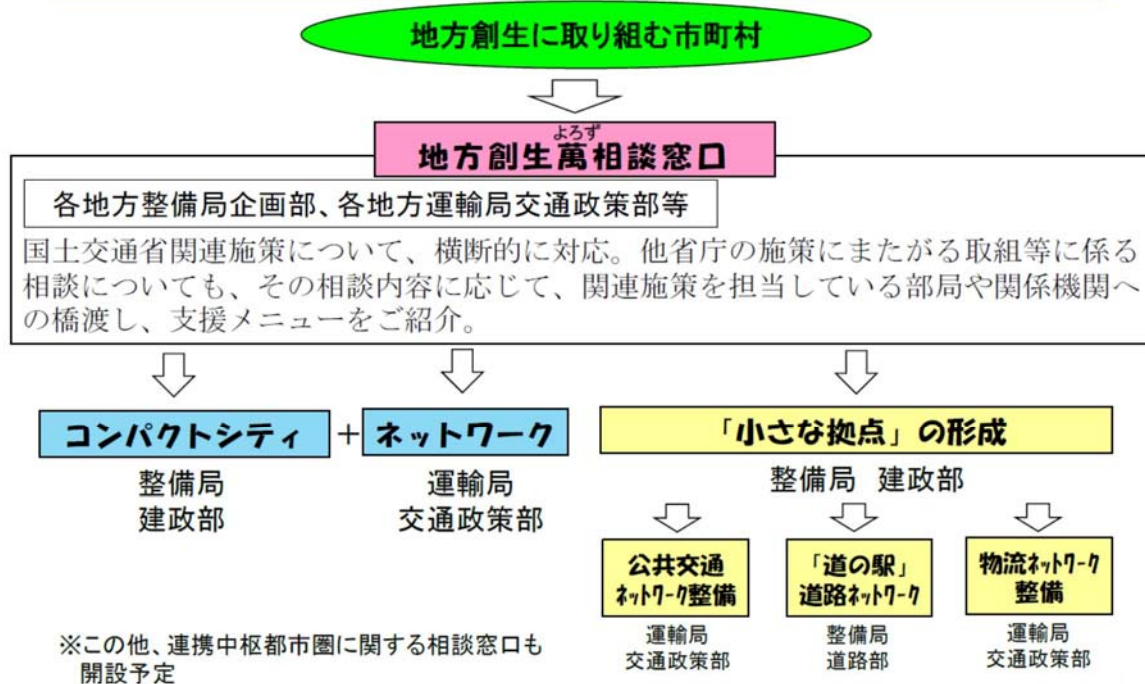 地方創生に取り組む市町村
よろず
地方創生萬相談窓口
各地方整備局企画部、各地方運輸局交通政策部等
国土交通省関連施策について、横断的に対応。他省庁の施策にまたがる取組等に係る
相談についても、その相談内容に応じて、関連施策を担当している部局や関係機関へ
の橋渡し、支援メニューをご紹介。
コンパクトシティ
+
ネットワーク
整備局
建政部
運輸局
交通政策部
「小さな拠点」の形成
整備局 建政部
公共交通
ネットワーク整備
運輸局
交通政策部
「道の駅」
道路ネットワーク
整備局
道路部
物流ネットワーク
整備
運輸局
交通政策部
※この他、連携中枢都市圏に関する相談窓口も
開設予定